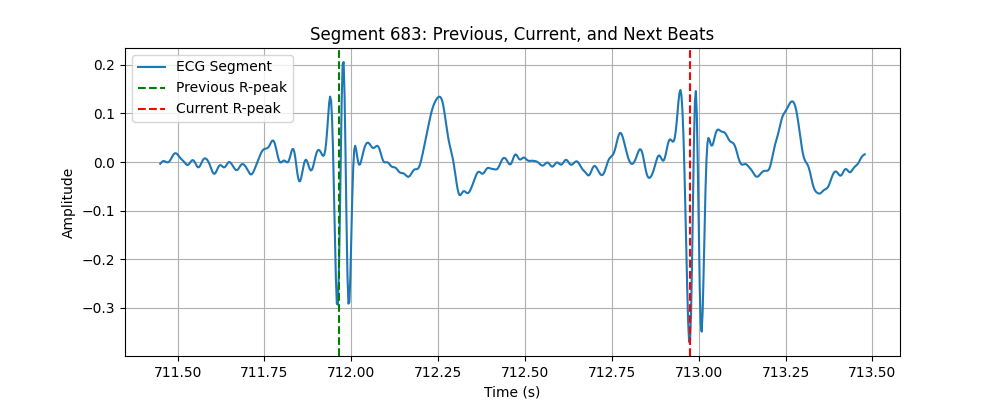 Segment 683: Previous, Current, and Next Beats
ECG Segment
Previous R-peak
Current R-peak
0.2
0.1
0.0
−0.1
−0.2
−0.3
Amplitude
711.50 711.75 712.00 712.25 712.50 712.75 713.00 713.25 713.50
Time (s)